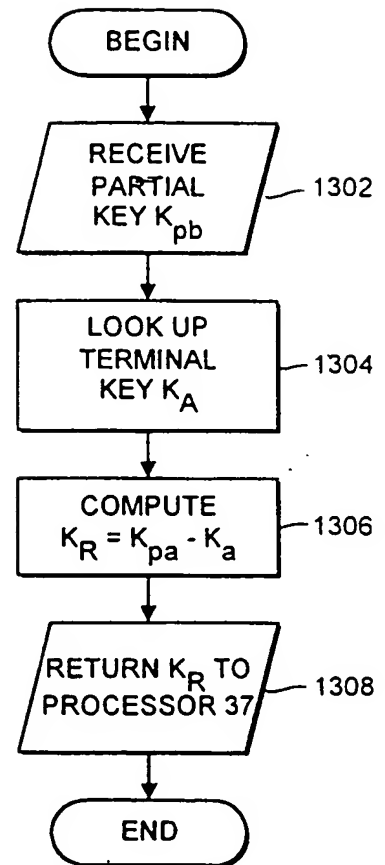 BEGIN
RECEIVE
PARTIAL
KEY K_pb
1302
LOOK UP
TERMINAL
KEY K_A
1304
COMPUTE
K_R = K_pa - K_a
1306
RETURN K_R TO
PROCESSOR 37
1308
END